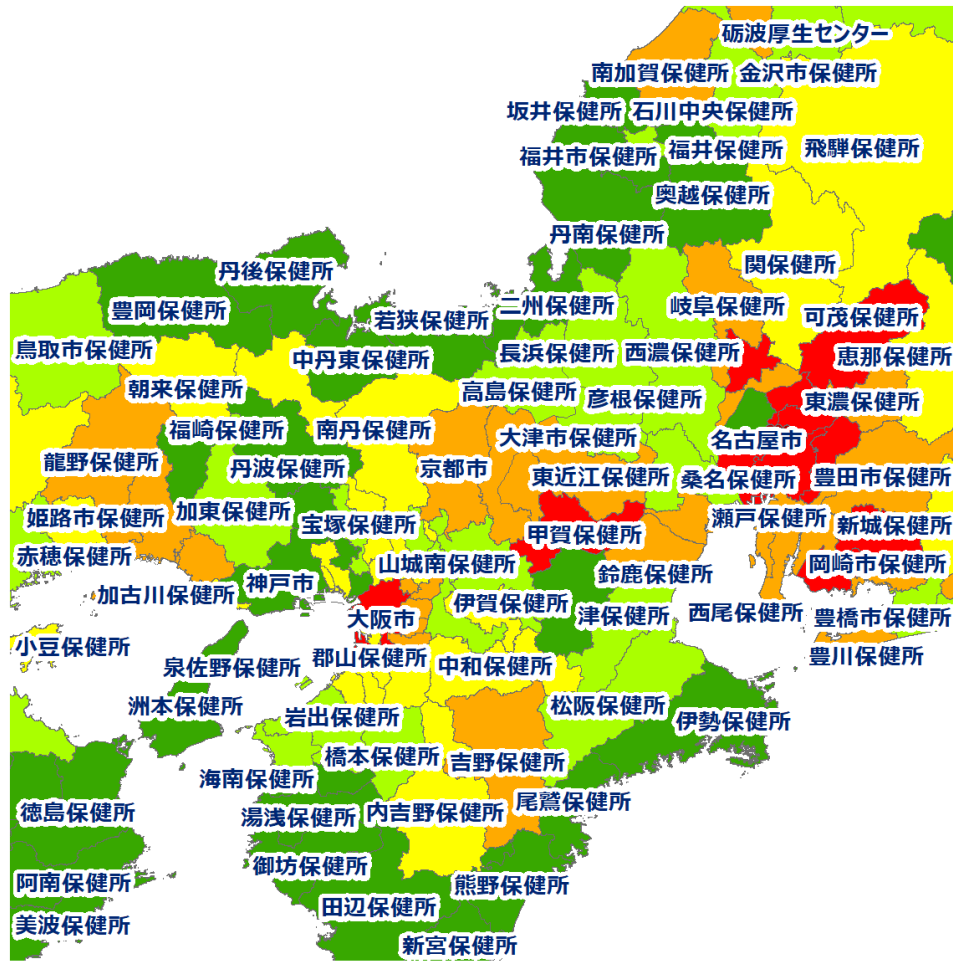 砺波厚生センター
南加賀保健所
金沢市保健所
坂井保健所
石川中央保健所
福井市保健所
福井保健所
飛騨保健所
奥越保健所
丹南保健所
関保健所
丹後保健所
豊岡保健所
二州保健所
岐阜保健所
可茂保健所
若狭保健所
鳥取市保健所
中丹東保健所
長浜保健所
西濃保健所
恵那保健所
朝来保健所
高島保健所
彦根保健所
東濃保健所
福崎保健所
南丹保健所
大津市保健所
名古屋市
龍野保健所
丹波保健所
京都市
東近江保健所
桑名保健所
豊田市保健所
姫路市保健所
加東保健所
宝塚保健所
甲賀保健所
瀬戸保健所
新城保健所
赤穂保健所
山城南保健所
鈴鹿保健所
岡崎市保健所
加古川保健所
神戸市
大阪市
伊賀保健所
津保健所
西尾保健所
豊橋市保健所
小豆保健所
泉佐野保健所
郡山保健所
中和保健所
豊川保健所
洲本保健所
岩出保健所
松阪保健所
伊勢保健所
橋本保健所
吉野保健所
海南保健所
徳島保健所
湯浅保健所
内吉野保健所
尾鷲保健所
御坊保健所
阿南保健所
熊野保健所
田辺保健所
美波保健所
新宮保健所